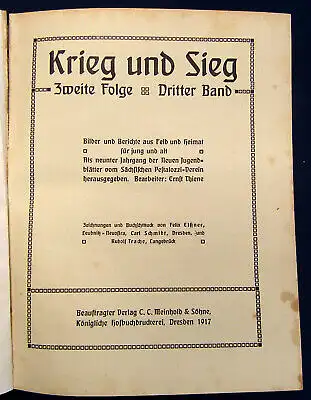 Krieg und Sieg
Zweite Folge Dritter Band
Bilder und Berichte aus Feld und Heimat
für jung und alt
Als neunter Jahrgang der Neuen Jugend-
blätter vom Sächsischen Pestalozzi-Verein
herausgegeben. Bearbeiter: Ernst Thiene
Zeichnungen und Buchschmuck von Felix Elßner,
Leubnitz-Neuostra, Carl Schmidt, Dresden, und
Rudolf Trache, Langebrück
Beauftragter Verlag C. C. Meinhold & Söhne,
Königliche Hofbuchdruckerei, Dresden 1917